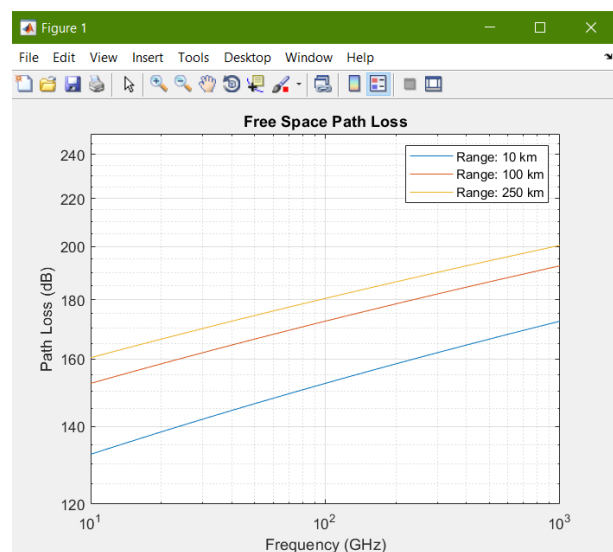 Figure 1
File Edit View Insert Tools Desktop Window Help
Free Space Path Loss
Range: 10 km
Range: 100 km
Range: 250 km
240
220
200
180
160
140
120
Path Loss (dB)
10^1 10^2 10^3
Frequency (GHz)